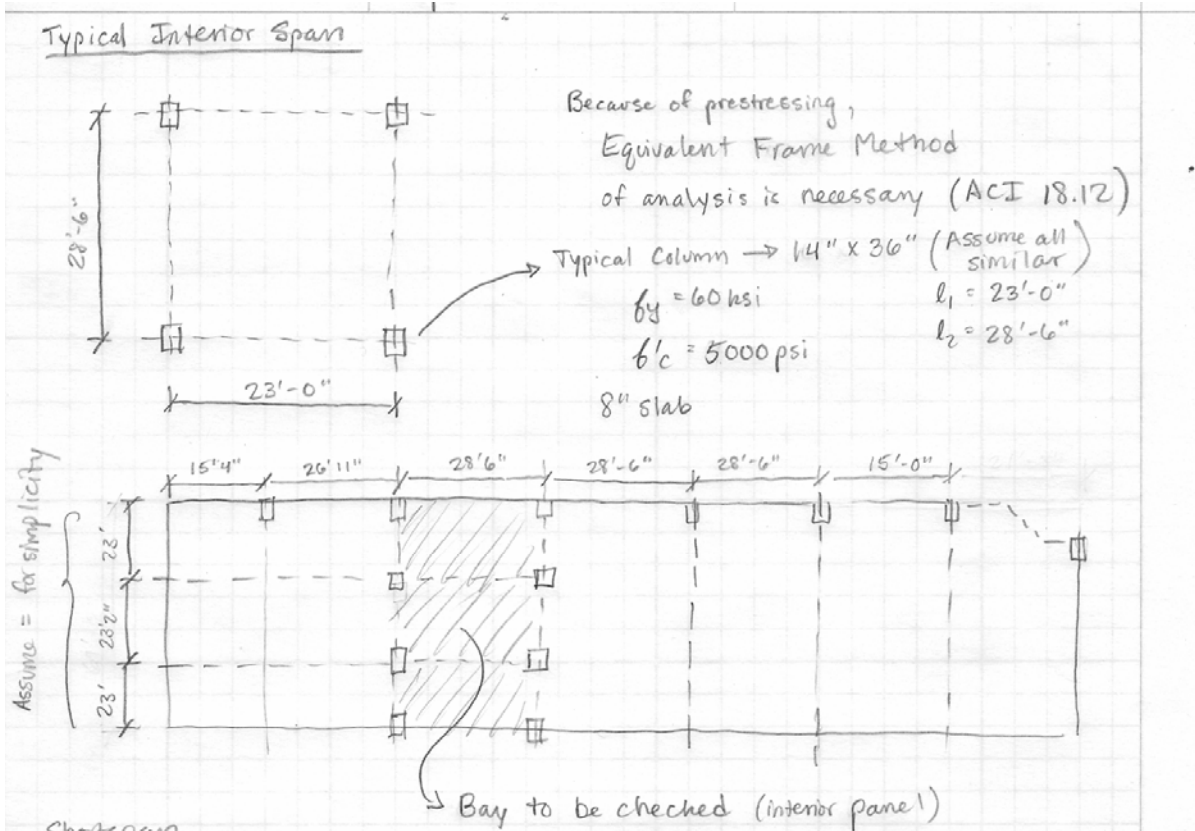 Typical Interior Span
Because of prestressing,
Equivalent Frame Method
of analysis is necessary (ACI 18.12)
28'-6"
Typical Column → 14" x 36" (Assume all similar)
fy = 60 ksi
l1 = 23'-0"
f'c = 5000 psi
l2 = 28'-6"
23'-0"
8" slab
15'4" 26'11" 28'6" 28'-6" 28'-6" 15'-0"
Assume = for simplicity
23'
23'2"
23'
Bay to be checked (interior panel)